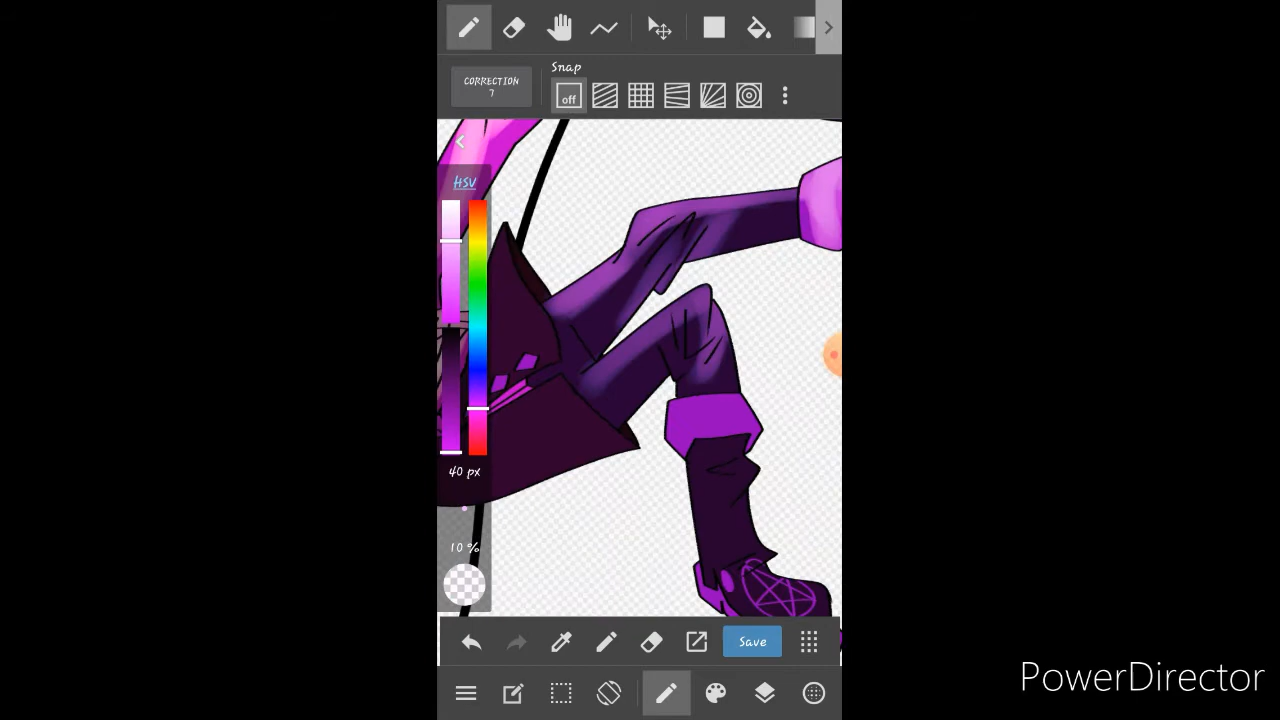 Snap
CORRECTION
7
off
HSV
40 px
10 %
Save
PowerDirector